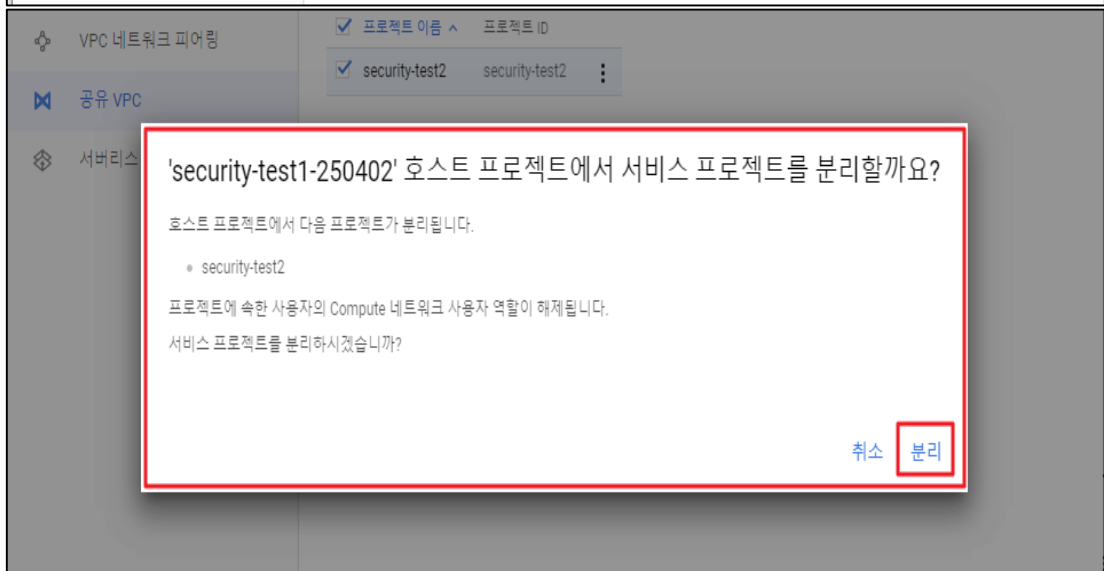 VPC 네트워크 피어링
프로젝트 이름 프로젝트 ID
security-test2 security-test2
공유 VPC
서버리스
'security-test1-250402' 호스트 프로젝트에서 서비스 프로젝트를 분리할까요?
호스트 프로젝트에서 다음 프로젝트가 분리됩니다.
security-test2
프로젝트에 속한 사용자의 Compute 네트워크 사용자 역할이 해제됩니다.
서비스 프로젝트를 분리하시겠습니까?
취소 분리